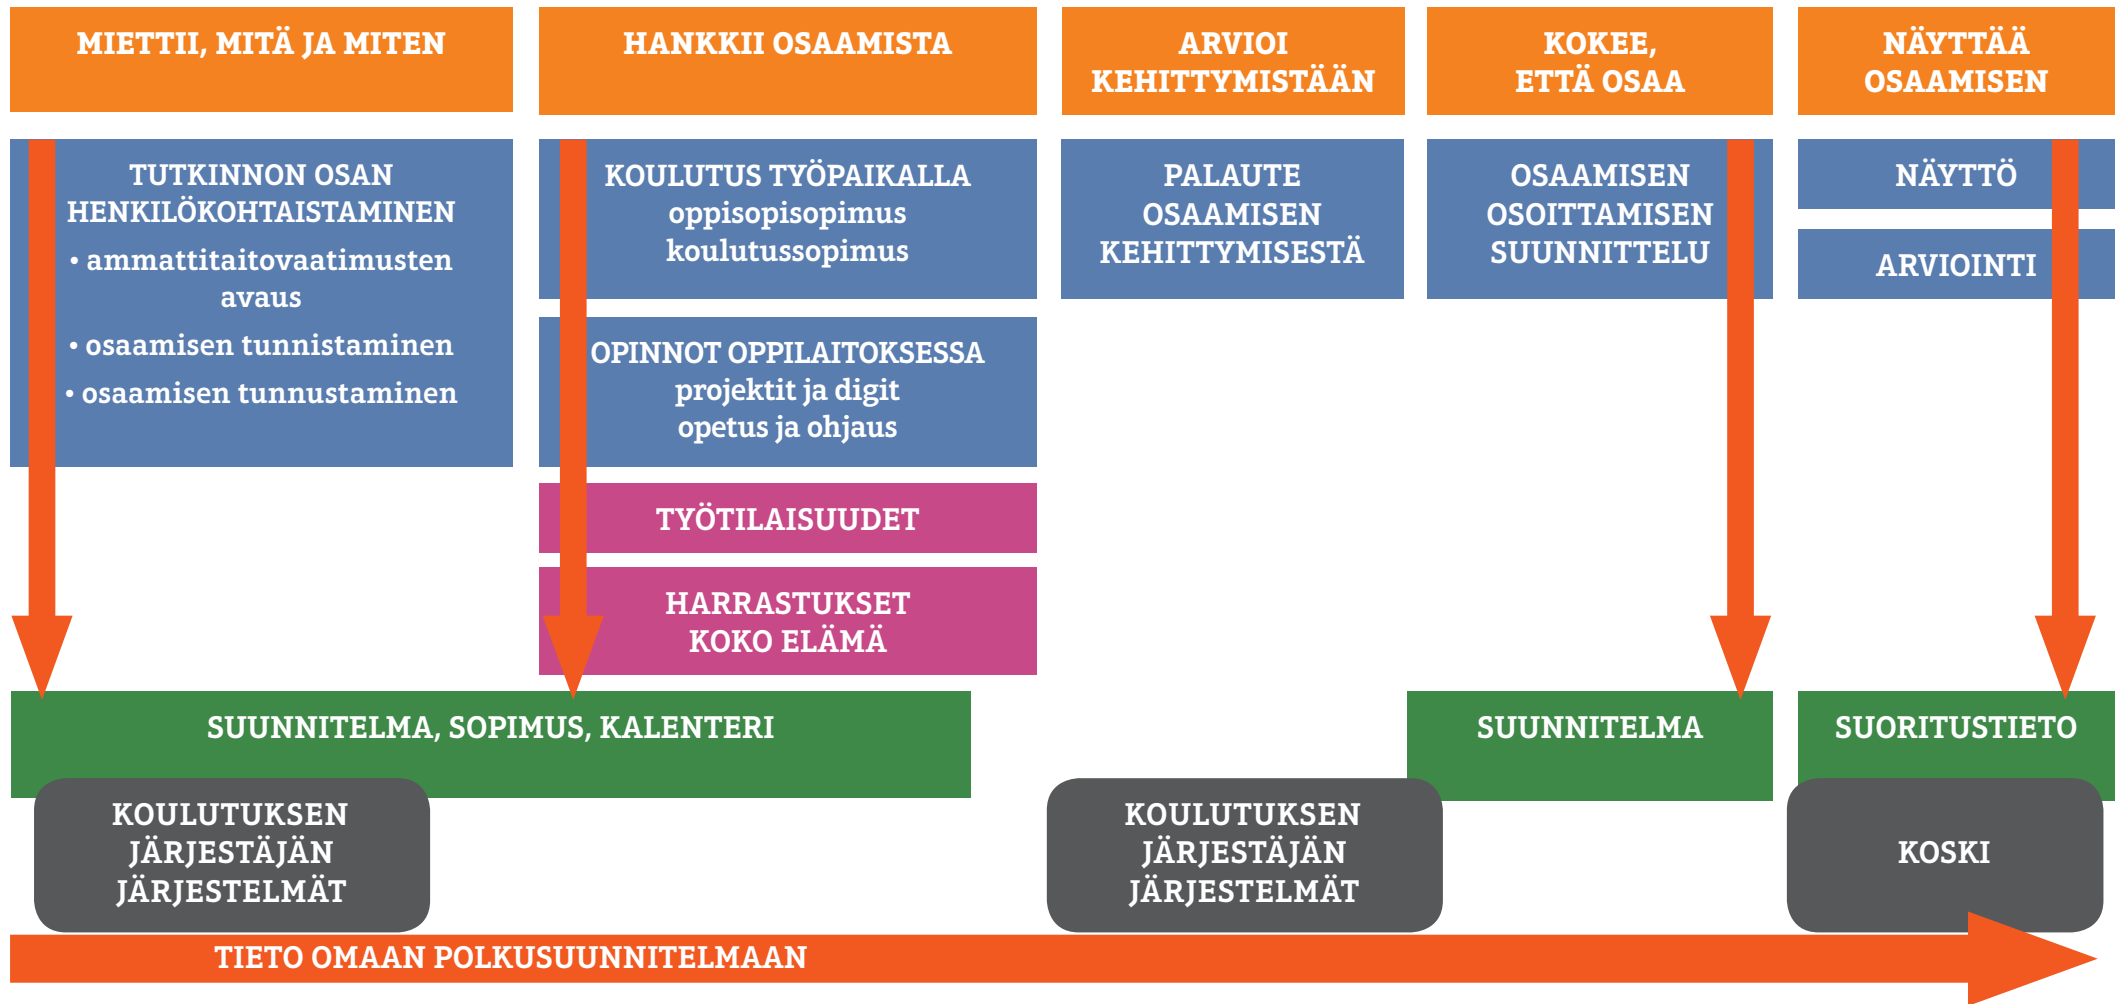 MIETTII, MITÄ JA MITEN
HANKKII OSAAMISTA
ARVIOI
KEHITTYMISTÄÄN
KOKEE,
ETTÄ OSAA
NÄYTTÄÄ
OSAAMISEN
TUTKINNON OSAN
HENKILÖKOHTAISTAMINEN
• ammattitaitovaatimusten
avaus
• osaamisen tunnistaminen
• osaamisen tunnustaminen
KOULUTUS TYÖPAIKALLA
oppisopisopimus
koulutussopimus
OPINNOT OPPILAITOKSESSA
projektit ja digit
opetus ja ohjaus
TYÖTILAISUUDET
HARRASTUKSET
KOKO ELÄMÄ
PALAUTE
OSAAMISEN
KEHITTYMISESTÄ
OSAAMISEN
OSOITTAMISEN
SUUNNITTELU
NÄYTTÖ
ARVIOINTI
SUUNNITELMA, SOPIMUS, KALENTERI
SUUNNITELMA
SUORITUSTIETO
KOULUTUKSEN
JÄRJESTÄJÄN
JÄRJESTELMÄT
KOULUTUKSEN
JÄRJESTÄJÄN
JÄRJESTELMÄT
KOSKI
TIETO OMAAN POLKUSUUNNITELMAAN